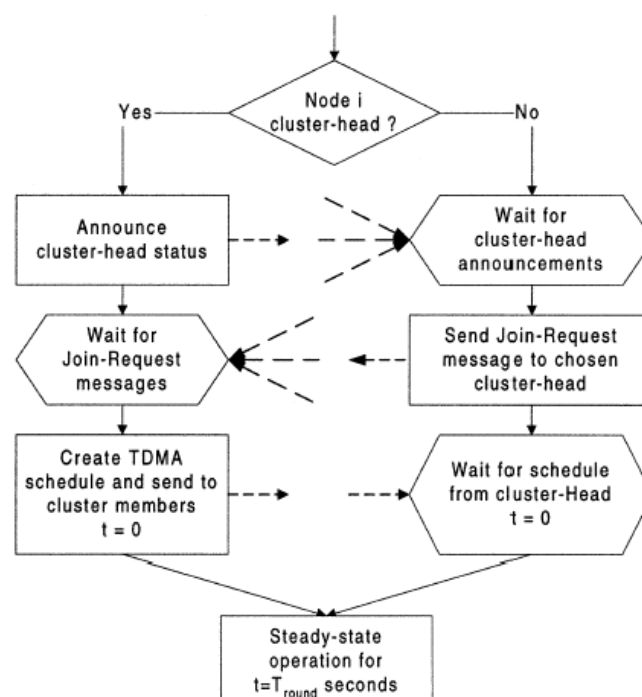 Node i
cluster-head ?
Yes
No
Announce
cluster-head status
Wait for
cluster-head
announcements
Wait for
Join-Request
messages
Send Join-Request
message to chosen
cluster-head
Create TDMA
schedule and send to
cluster members
t = 0
Wait for schedule
from cluster-Head
t = 0
Steady-state
operation for
t=Tround seconds